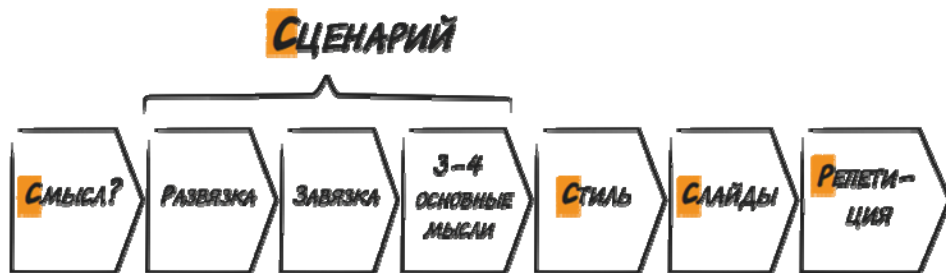 Сценарий
Смысл?
Развязка
Завязка
3-4
основные
мысли
Стиль
Слайды
Репети-
ция